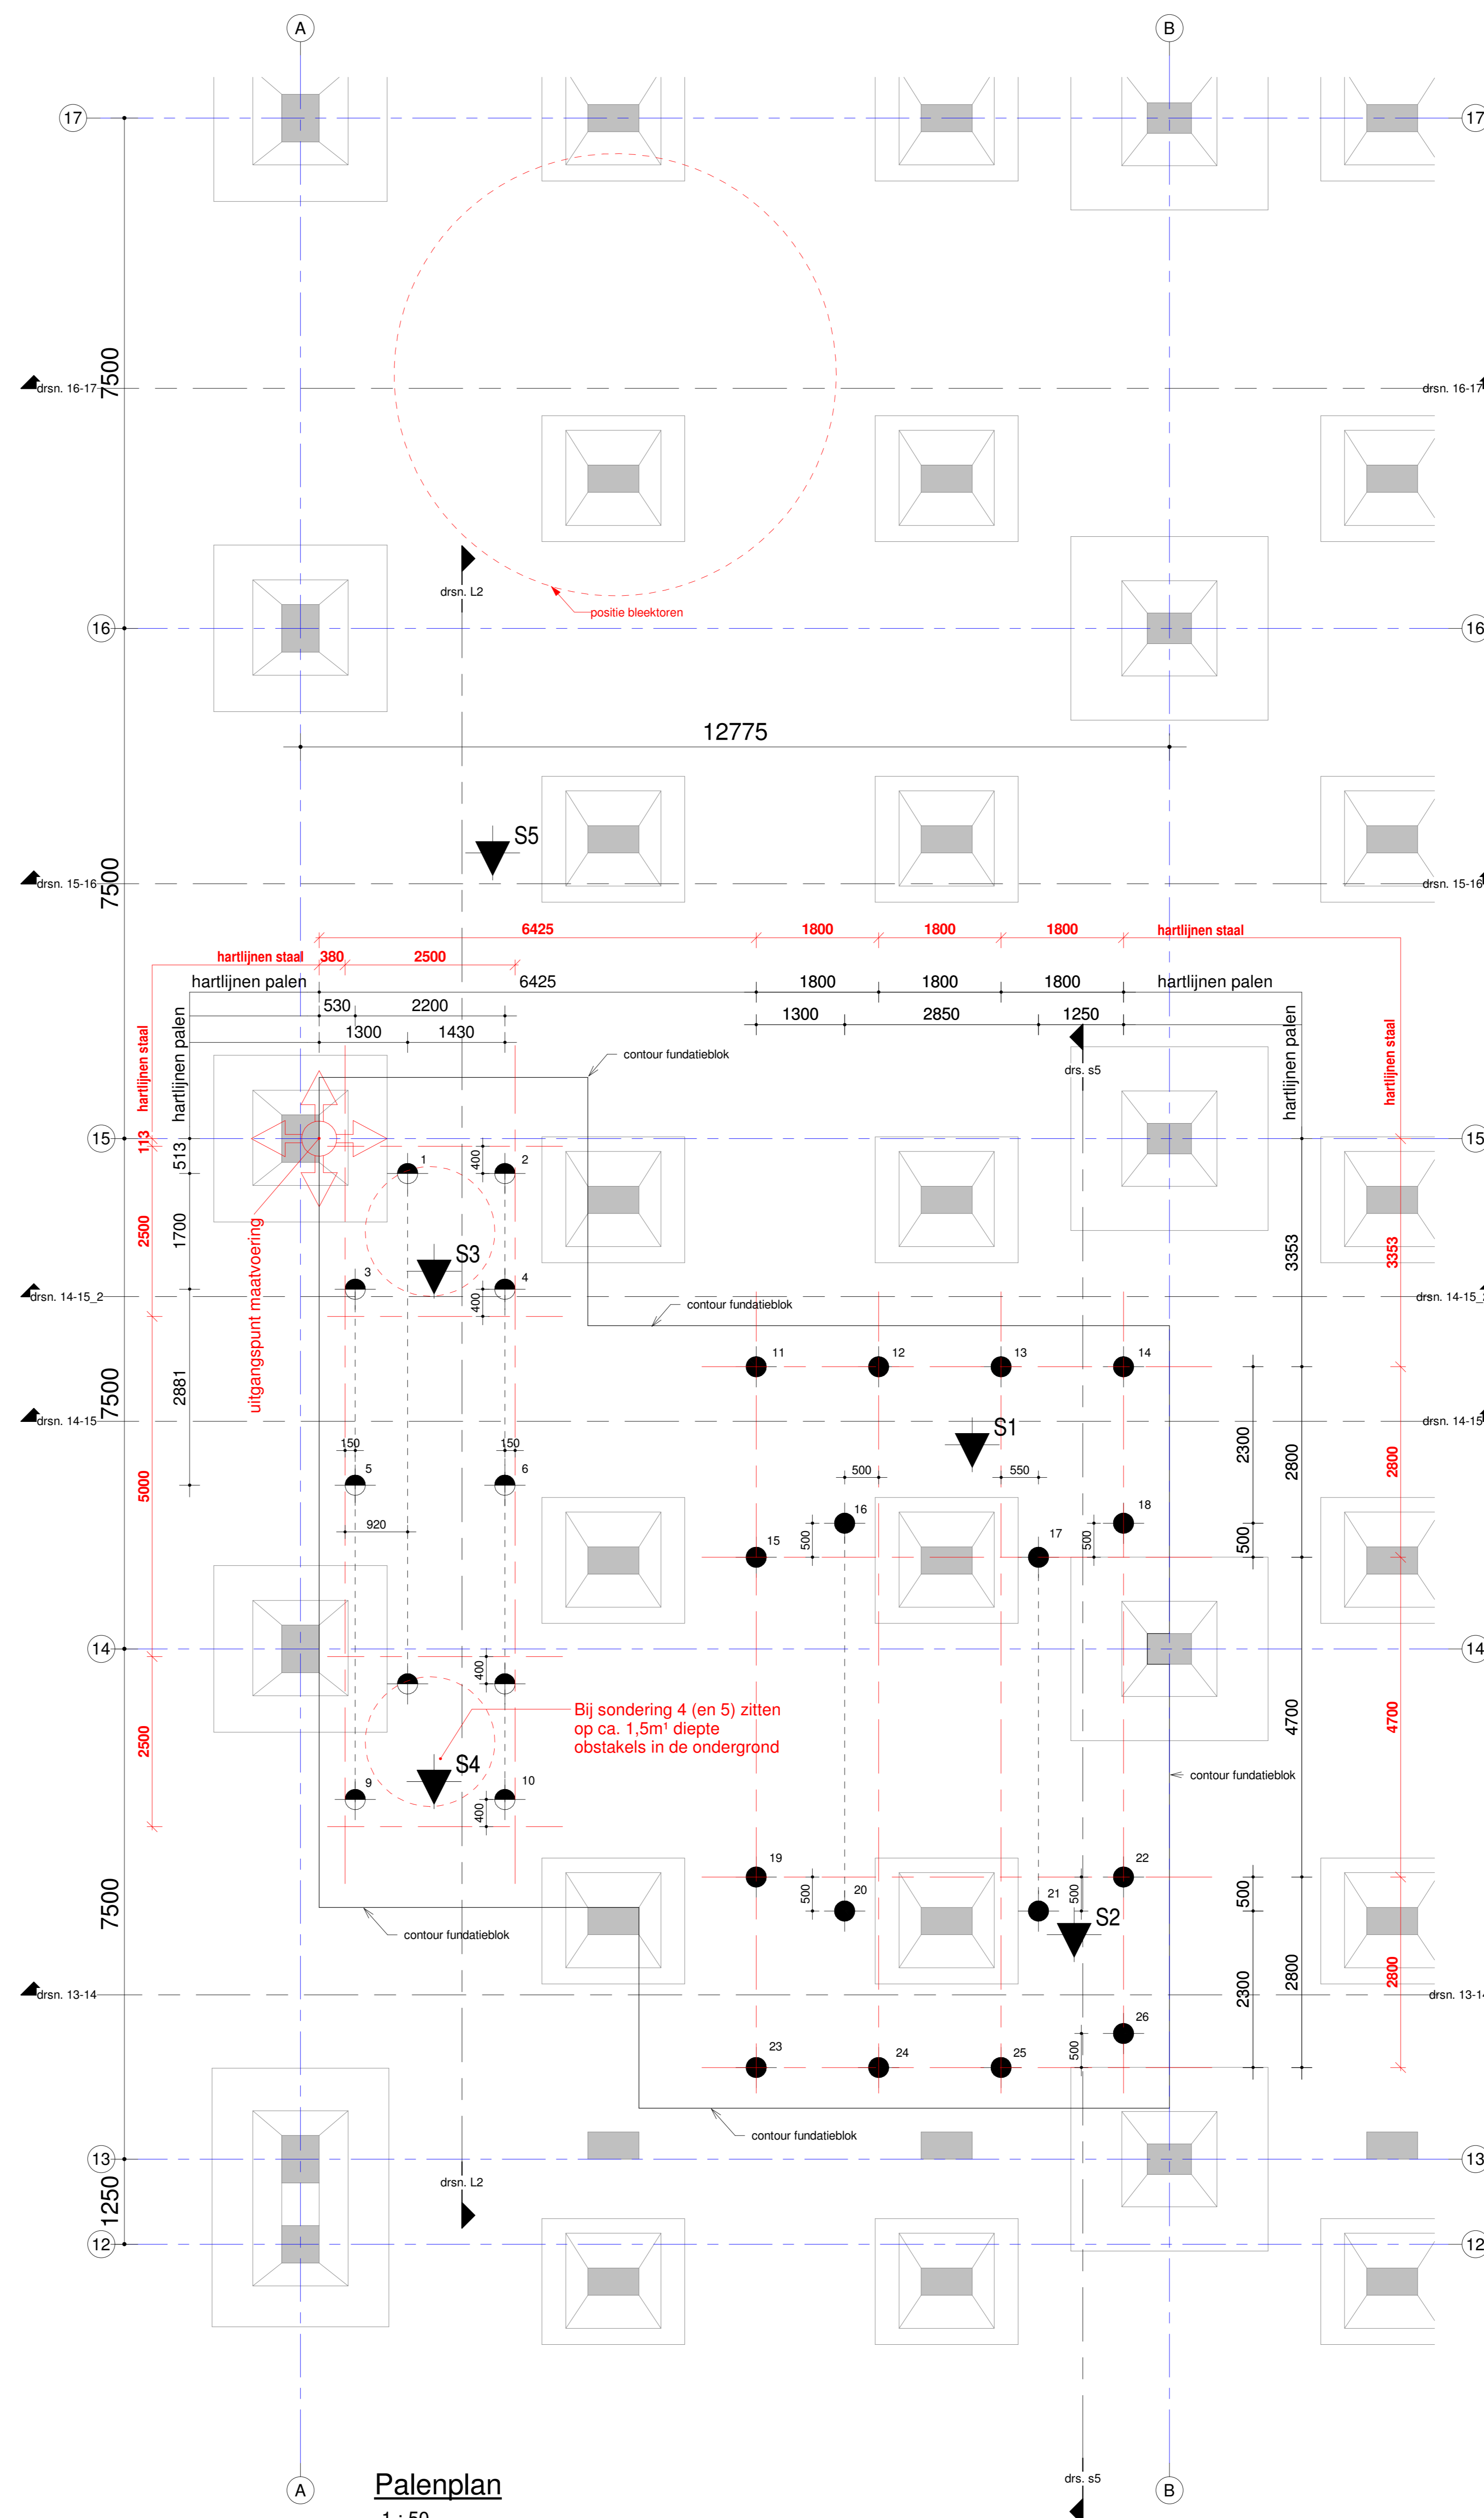 A
B
17
17
7500
drsn. 16-17
drsn. 16-17
drsn. L2
positie bleektoren
16
16
12775
S5
7500
drsn. 15-16
drsn. 15-16
6425
1800
1800
1800
hartlijnen staal
hartlijnen staal
380
2500
hartlijnen palen
6425
1800
1800
1800
hartlijnen palen
530
2200
1300
2850
1250
1300
1430
hartlijnen staal
hartlijnen palen
hartlijnen palen
hartlijnen staal
contour fundatieblok
drs. s5
15
113
513
15
1
400
2
2500
1700
uitgangspunt maatvoering
S3
3353
3353
3
4
400
drsn. 14-15_2
drsn. 14-15_2
contour fundatieblok
11
12
13
14
7500
2881
drsn. 14-15
drsn. 14-15
S1
2300
2800
2800
150
150
5
6
500
550
5000
920
16
18
500
15
17
500
500
14
14
400
2500
Bij sondering 4 (en 5) zitten
op ca. 1,5m¹ diepte
obstakels in de ondergrond
4700
4700
S4
9
10
400
contour fundatieblok
19
22
7500
500
20
21
500
500
S2
contour fundatieblok
drsn. 13-14
drsn. 13-14
2300
2800
2800
26
23
24
25
500
contour fundatieblok
13
13
drsn. L2
1250
12
12
A
Palenplan
1 : 50
drs. s5
B